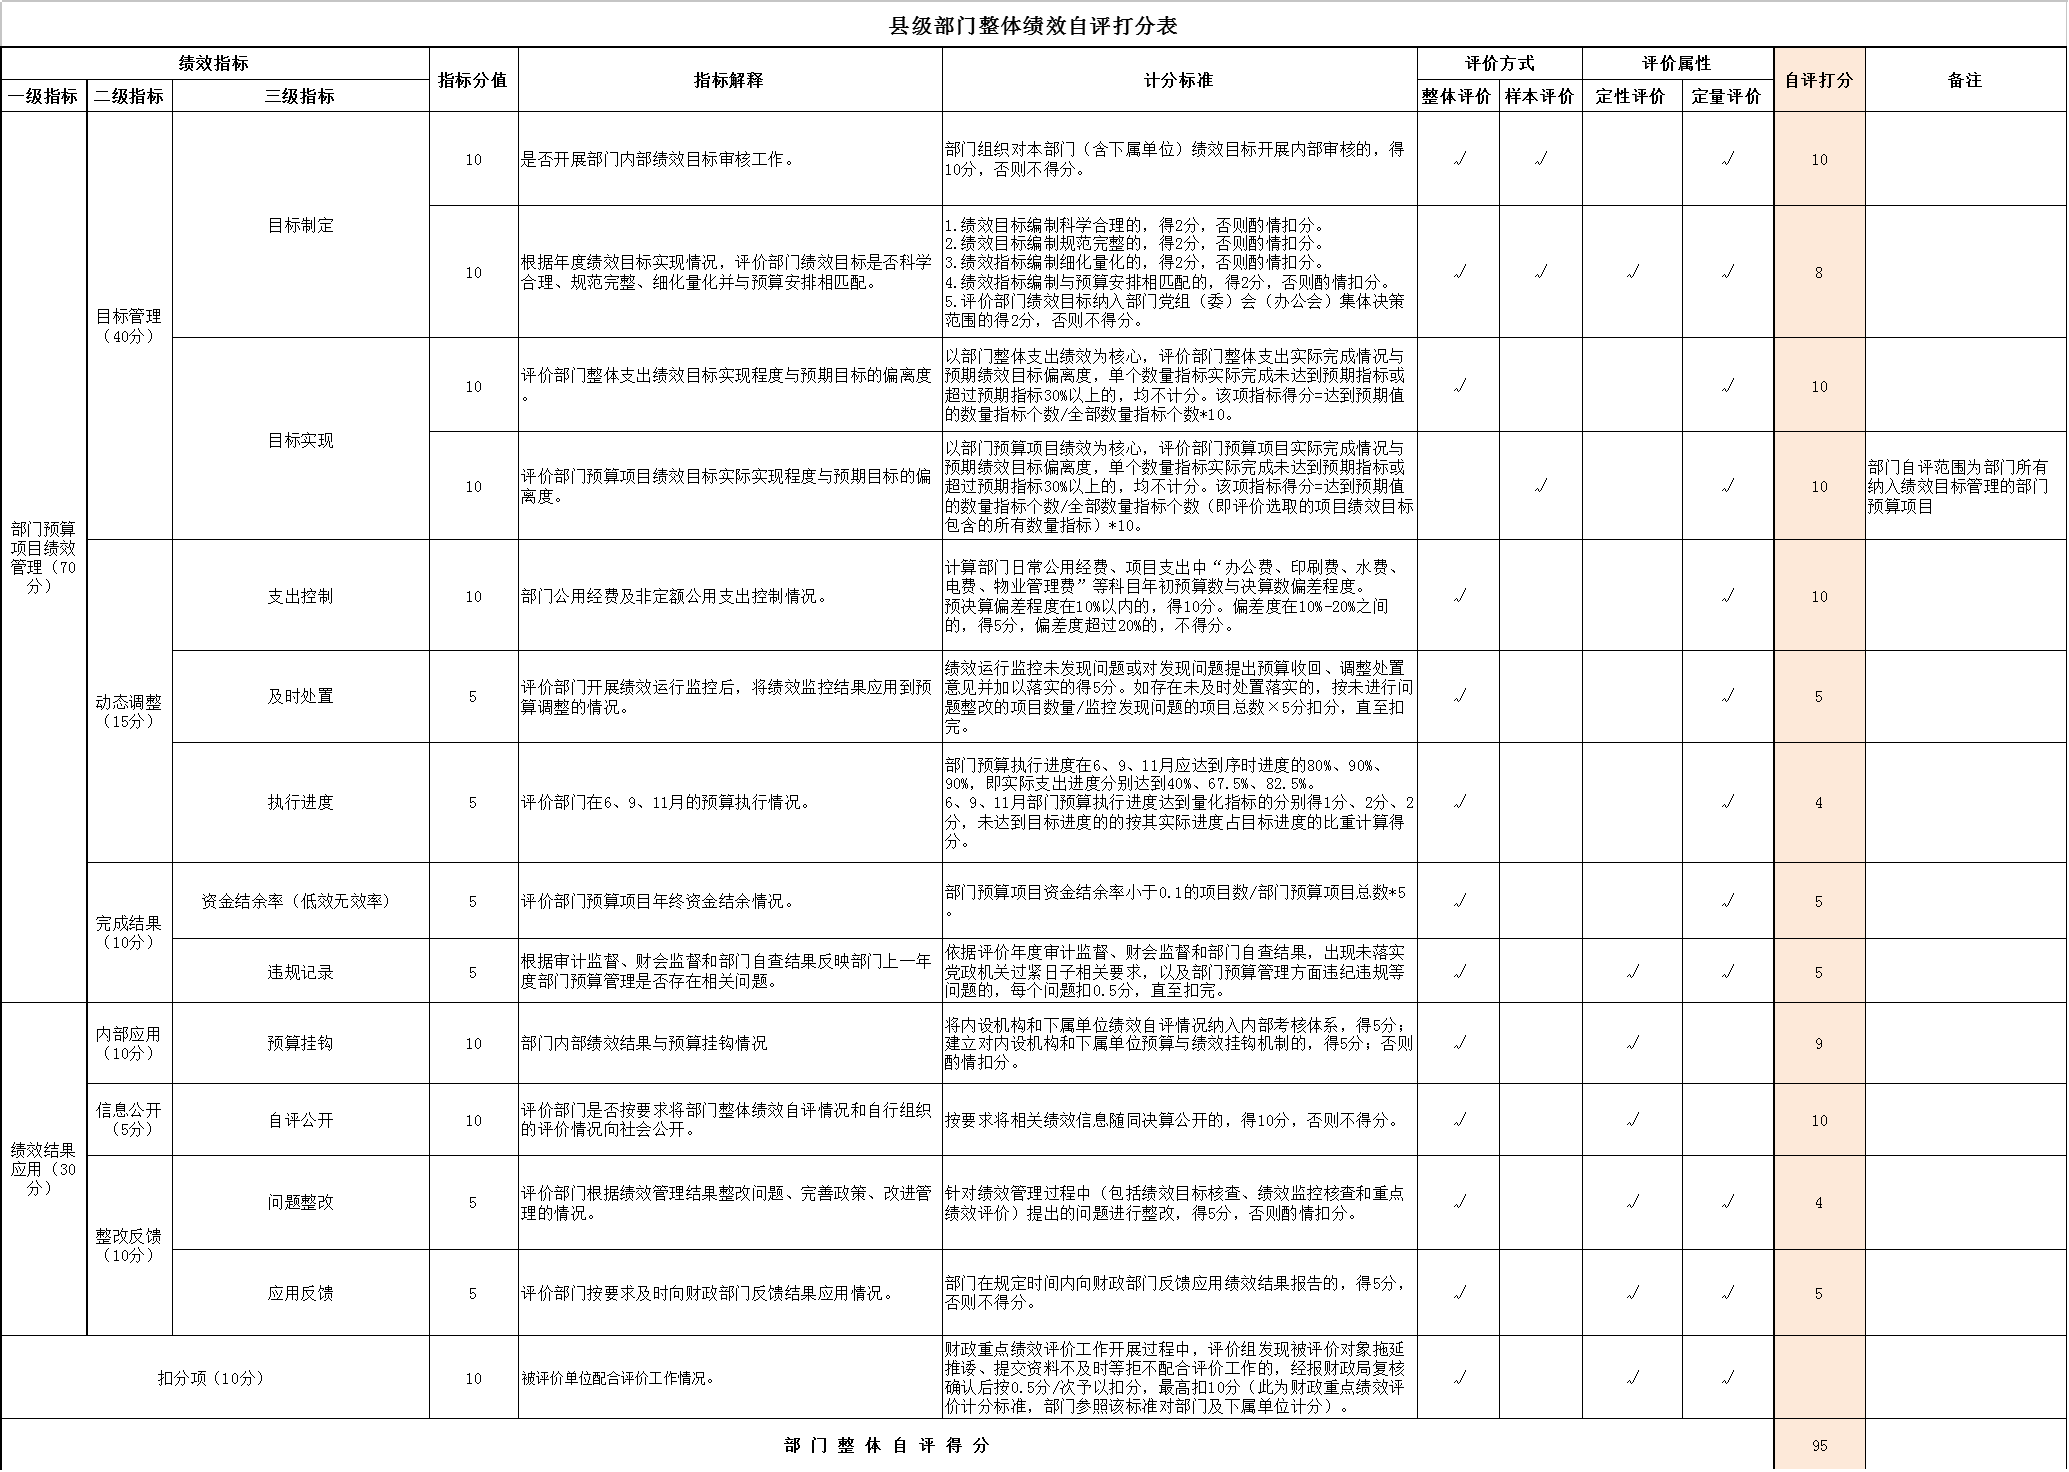 县级部门整体绩效自评打分表
绩效指标
指标分值
指标解释
计分标准
评价方式
评价属性
自评打分
备注
一级指标
二级指标
三级指标
整体评价
样本评价
定性评价
定量评价
部门预算
项目绩效
管理（70
分）
目标管理
（40分）
目标制定
10
是否开展部门内部绩效目标审核工作。
部门组织对本部门（含下属单位）绩效目标开展内部审核的，得
10分，否则不得分。
√
√
√
10
10
根据年度绩效目标实现情况，评价部门绩效目标是否科学
合理、规范完整、细化量化并与预算安排相匹配。
1.绩效目标编制科学合理的，得2分，否则酌情扣分。
2.绩效目标编制规范完整的，得2分，否则酌情扣分。
3.绩效指标编制细化量化的，得2分，否则酌情扣分。
4.绩效指标编制与预算安排相匹配的，得2分，否则酌情扣分。
5.评价部门绩效目标纳入部门党组（委）会（办公会）集体决策
范围的得2分，否则不得分。
√
√
√
√
8
目标实现
10
评价部门整体支出绩效目标实现程度与预期目标的偏离度
。
以部门整体支出绩效为核心，评价部门整体支出实际完成情况与
预期绩效目标偏离度，单个数量指标实际完成未达到预期指标或
超过预期指标30%以上的，均不计分。该项指标得分=达到预期值
的数量指标个数/全部数量指标个数*10。
√
√
10
10
评价部门预算项目绩效目标实际实现程度与预期目标的偏
离度。
以部门预算项目绩效为核心，评价部门预算项目实际完成情况与
预期绩效目标偏离度，单个数量指标实际完成未达到预期指标或
超过预期指标30%以上的，均不计分。该项指标得分=达到预期值
的数量指标个数/全部数量指标个数（即评价选取的项目绩效目标
包含的所有数量指标）*10。
√
√
10
部门自评范围为部门所有
纳入绩效目标管理的部门
预算项目
动态调整
（15分）
支出控制
10
部门公用经费及非定额公用支出控制情况。
计算部门日常公用经费、项目支出中“办公费、印刷费、水费、
电费、物业管理费”等科目年初预算数与决算数偏差程度。
预决算偏差程度在10%以内的，得10分。偏差度在10%-20%之间
的，得5分，偏差度超过20%的，不得分。
√
√
10
及时处置
5
评价部门开展绩效运行监控后，将绩效监控结果应用到预
算调整的情况。
绩效运行监控未发现问题或对发现问题提出预算收回、调整处置
意见并加以落实的得5分。如存在未及时处置落实的，按未进行问
题整改的项目数量/监控发现问题的项目总数×5分扣分，直至扣
完。
√
√
5
执行进度
5
评价部门在6、9、11月的预算执行情况。
部门预算执行进度在6、9、11月应达到序时进度的80%、90%、
90%，即实际支出进度分别达到40%、67.5%、82.5%。
6、9、11月部门预算执行进度达到量化指标的分别得1分、2分、2
分，未达到目标进度的的按其实际进度占目标进度的比重计算得
分。
√
√
4
完成结果
（10分）
资金结余率（低效无效率）
5
评价部门预算项目年终资金结余情况。
部门预算项目资金结余率小于0.1的项目数/部门预算项目总数*5
。
√
√
5
违规记录
5
根据审计监督、财会监督和部门自查结果反映部门上一年
度部门预算管理是否存在相关问题。
依据评价年度审计监督、财会监督和部门自查结果，出现未落实
党政机关过紧日子相关要求，以及部门预算管理方面违纪违规等
问题的，每个问题扣0.5分，直至扣完。
√
√
√
5
绩效结果
应用（30
分）
内部应用
（10分）
预算挂钩
10
部门内部绩效结果与预算挂钩情况
将内设机构和下属单位绩效自评情况纳入内部考核体系，得5分；
建立对内设机构和下属单位预算与绩效挂钩机制的，得5分；否则
酌情扣分。
√
√
9
信息公开
（5分）
自评公开
10
评价部门是否按要求将部门整体绩效自评情况和自行组织
的评价情况向社会公开。
按要求将相关绩效信息随同决算公开的，得10分，否则不得分。
√
√
10
整改反馈
（10分）
问题整改
5
评价部门根据绩效管理结果整改问题、完善政策、改进管
理的情况。
针对绩效管理过程中（包括绩效目标核查、绩效监控核查和重点
绩效评价）提出的问题进行整改，得5分，否则酌情扣分。
√
√
√
4
应用反馈
5
评价部门按要求及时向财政部门反馈结果应用情况。
部门在规定时间内向财政部门反馈应用绩效结果报告的，得5分，
否则不得分。
√
√
√
5
扣分项（10分）
10
被评价单位配合评价工作情况。
财政重点绩效评价工作开展过程中，评价组发现被评价对象拖延
推诿、提交资料不及时等拒不配合评价工作的，经报财政局复核
确认后按0.5分/次予以扣分，最高扣10分（此为财政重点绩效评
价计分标准，部门参照该标准对部门及下属单位计分）。
√
√
√
部门整体自评得分
95